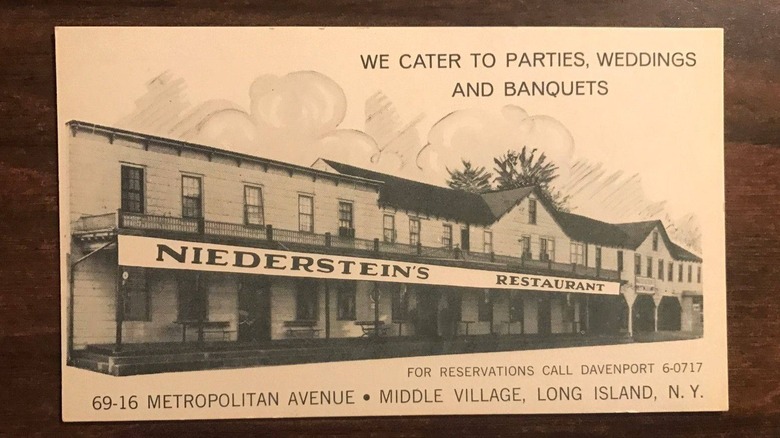 WE CATER TO PARTIES, WEDDINGS
AND BANQUETS
NIEDERSTEIN'S RESTAURANT
FOR RESERVATIONS CALL DAVENPORT 6-0717
69-16 METROPOLITAN AVENUE • MIDDLE VILLAGE, LONG ISLAND, N. Y.